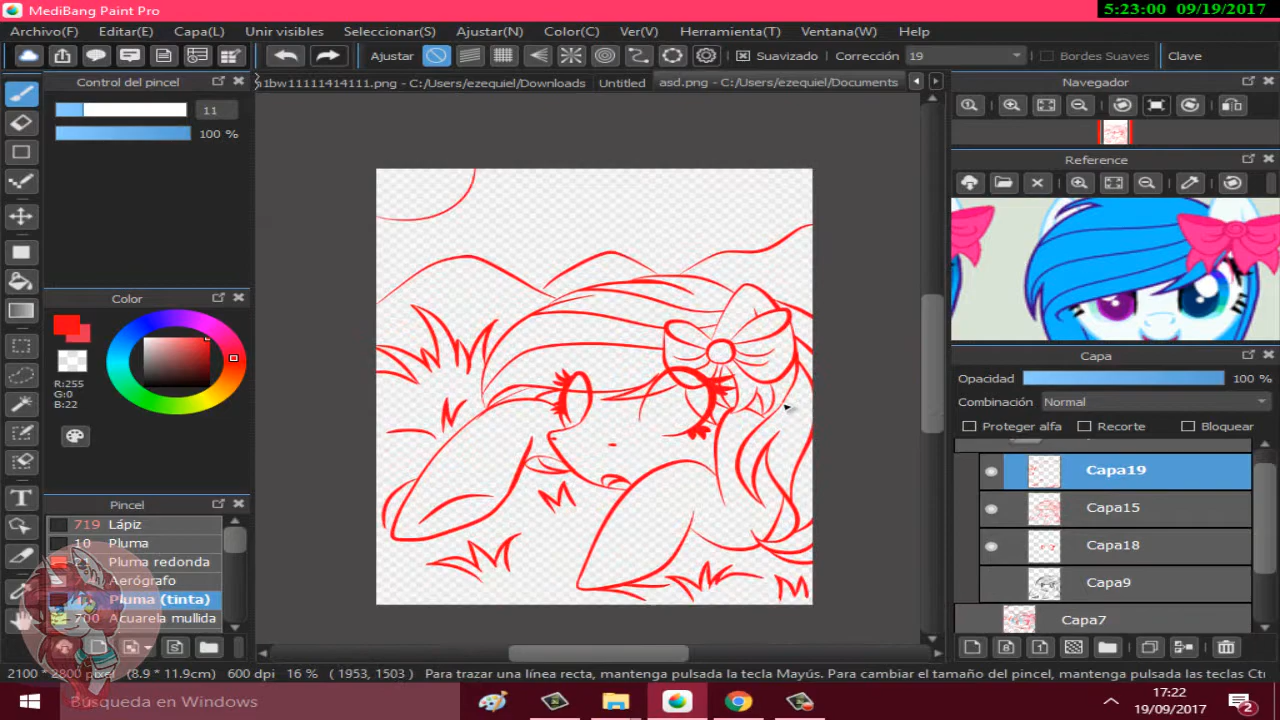 MediBang Paint Pro
5:23:00 09/19/2017
Archivo(F) Editar(E) Capa(L) Unir visibles Seleccionar(S) Ajustar(N) Color(C) Ver(V) Herramienta(T) Ventana(W) Help
Ajustar Suavizado Corrección 19 Bordes Suaves Clave
Control del pincel
1bw11111414111.png - C:/Users/ezequiel/Downloads Untitled asd.png - C:/Users/ezequiel/Documents
Navegador
11
100 %
Reference
Color
R:255
G:0
B:22
Capa
Opacidad 100 %
Combinación Normal
Proteger alfa Recorte Bloquear
Capa19
Capa15
Capa18
Capa9
Capa7
Pincel
719 Lápiz
10 Pluma
Pluma redonda
Aerógrafo
Pluma (tinta)
700 Acuarela mullida
2100 * 2800 pixel (8.9 * 11.9cm) 600 dpi 16 % (1953, 1503) Para trazar una línea recta, mantenga pulsada la tecla Mayús. Para cambiar el tamaño del pincel, mantenga pulsadas las teclas
Búsqueda en Windows
17:22
19/09/2017
2